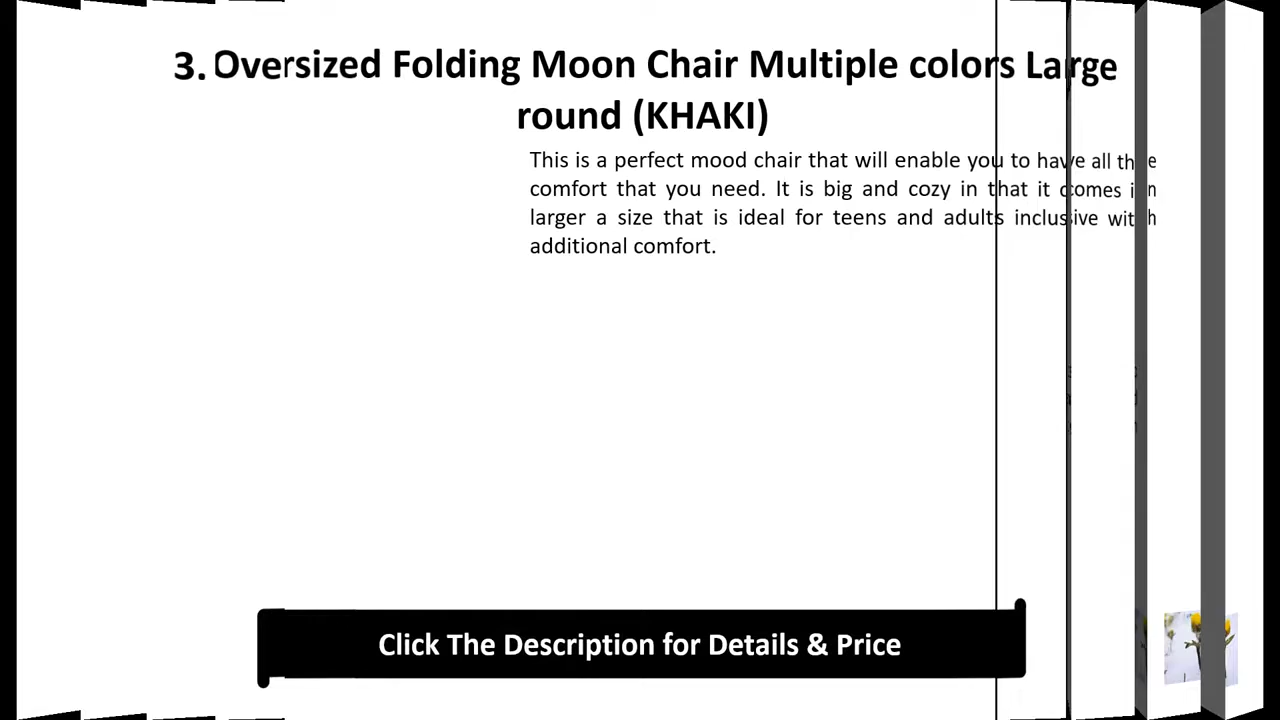 3. Oversized Folding Moon Chair Multiple colors Large
round (KHAKI)
This is a perfect mood chair that will enable you to have all the
comfort that you need. It is big and cozy in that it comes in
larger a size that is ideal for teens and adults inclusive with
additional comfort.
Click The Description for Details & Price